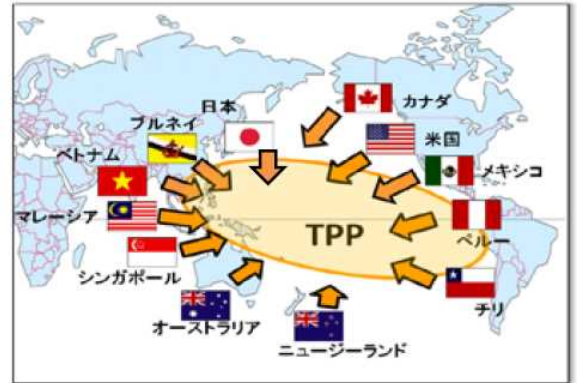 カナダ
日本
米国
ブルネイ
ベトナム
メキシコ
マレーシア
TPP
ペルー
シンガポール
チリ
オーストラリア
ニュージーランド